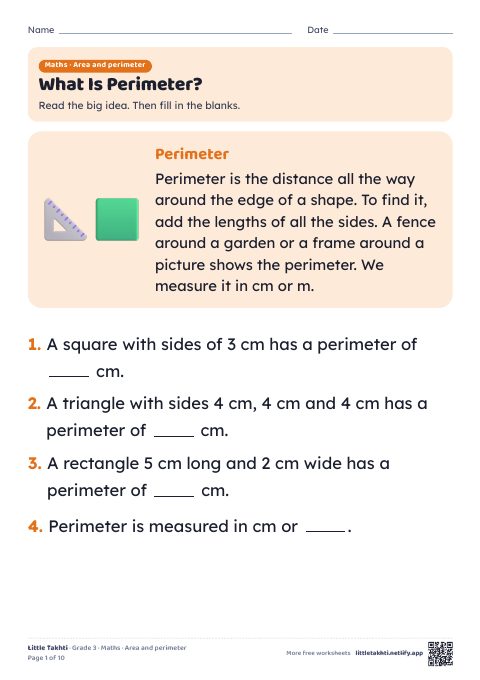 Name
Date
Maths · Area and perimeter
What Is Perimeter?
Read the big idea. Then fill in the blanks.
Perimeter
Perimeter is the distance all the way
around the edge of a shape. To find it,
add the lengths of all the sides. A fence
around a garden or a frame around a
picture shows the perimeter. We
measure it in cm or m.
1. A square with sides of 3 cm has a perimeter of
_____ cm.
2. A triangle with sides 4 cm, 4 cm and 4 cm has a
perimeter of _____ cm.
3. A rectangle 5 cm long and 2 cm wide has a
perimeter of _____ cm.
4. Perimeter is measured in cm or _____.
Little Takhti · Grade 3 · Maths · Area and perimeter
Page 1 of 10
More free worksheets · littletakhti.netlify.app